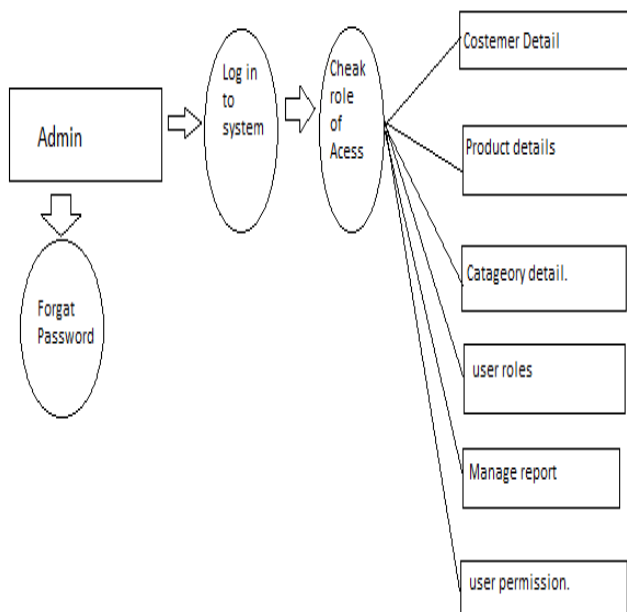 Admin
Log in
to
system
Cheak
role
of
Acess
Forgat
Password
Costemer Detail
Product details
Catageory detail.
user roles
Manage report
user permission.